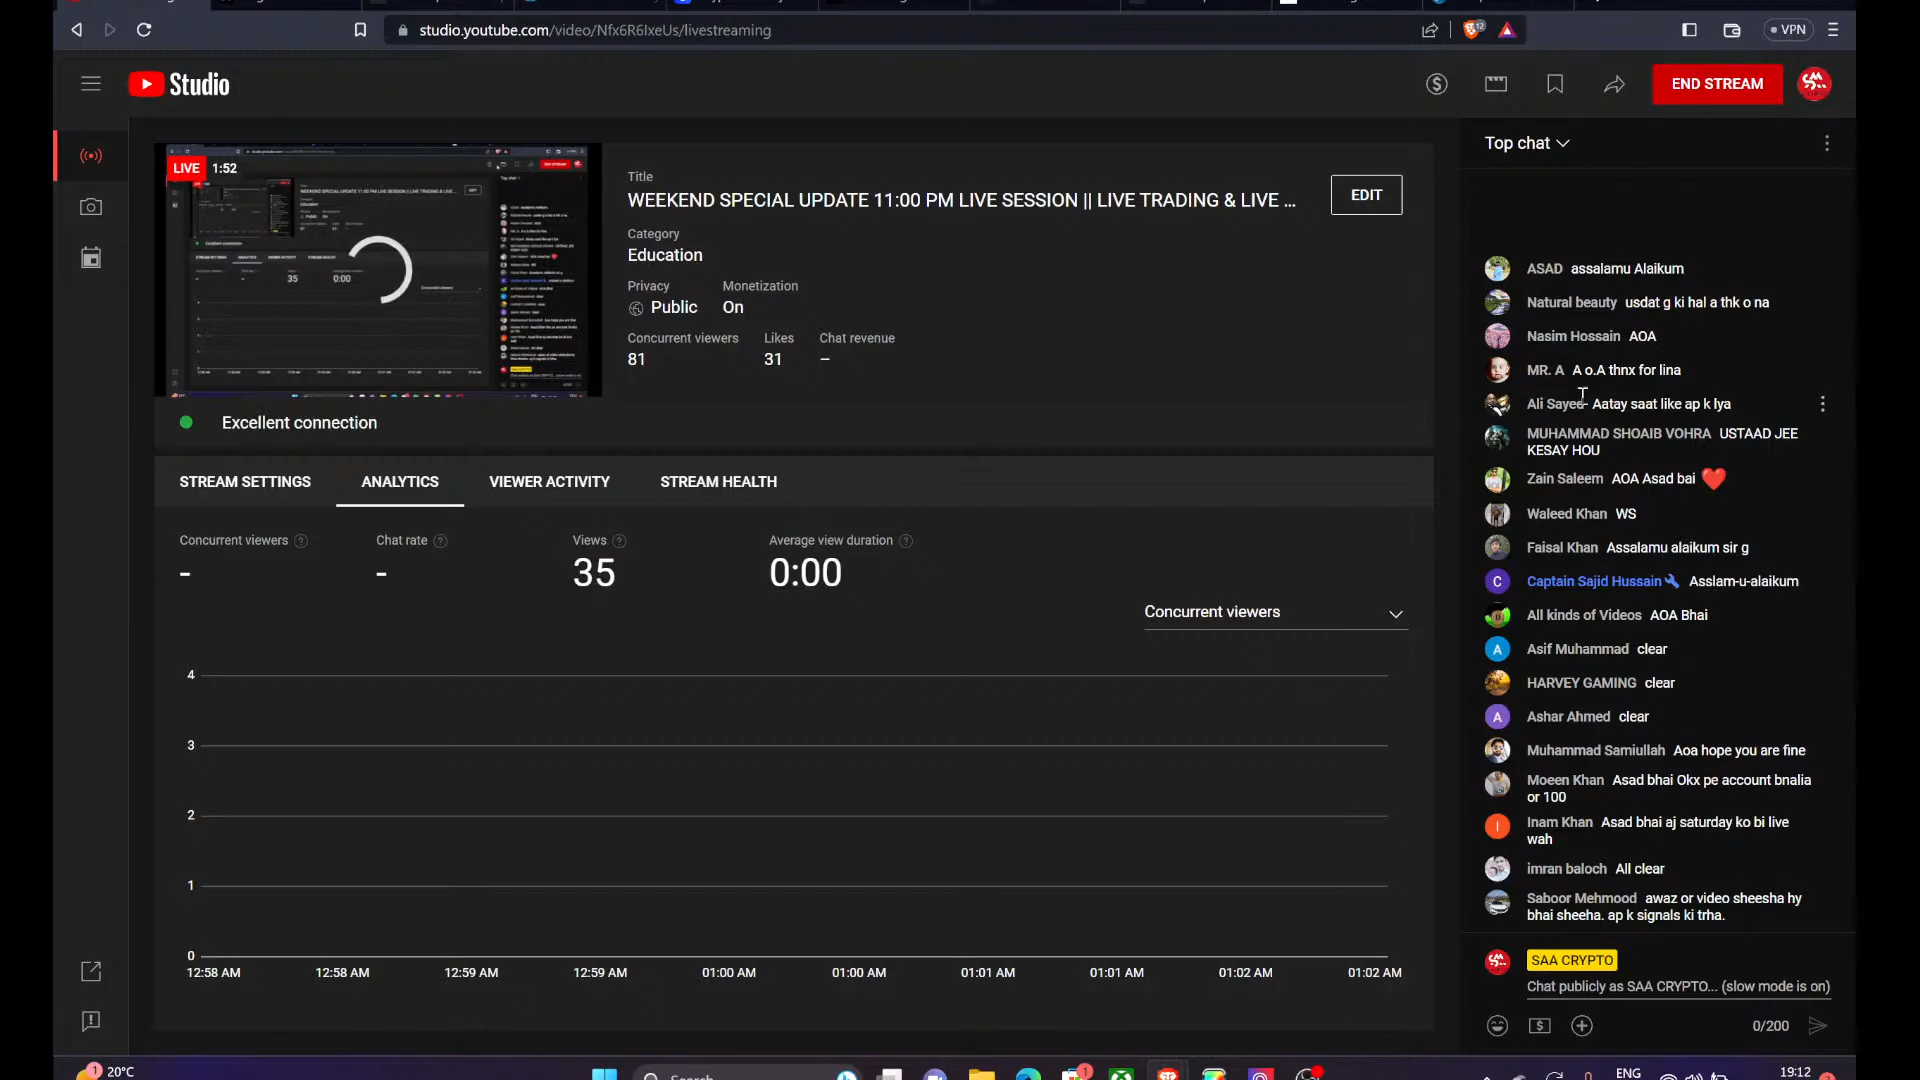 studio.youtube.com/video/Nfx6R6IxeUs/livestreaming
12
VPN
Studio
END STREAM
LIVE 1:52
Title
WEEKEND SPECIAL UPDATE 11:00 PM LIVE SESSION || LIVE TRADING & LIVE ...
EDIT
Category
Education
Privacy Monetization
Public On
Concurrent viewers Likes Chat revenue
81 31 –
Excellent connection
STREAM SETTINGS ANALYTICS VIEWER ACTIVITY STREAM HEALTH
Concurrent viewers Chat rate Views Average view duration
- - 35 0:00
Concurrent viewers
4
3
2
1
0
12:58 AM 12:58 AM 12:59 AM 12:59 AM 01:00 AM 01:00 AM 01:01 AM 01:01 AM 01:02 AM 01:02 AM
Top chat
ASAD assalamu Alaikum
Natural beauty usdat g ki hal a thk o na
Nasim Hossain AOA
MR. A A o.A thnx for lina
Ali Sayed Aatay saat like ap k lya
MUHAMMAD SHOAIB VOHRA USTAAD JEE
KESAY HOU
Zain Saleem AOA Asad bai ❤️
Waleed Khan WS
Faisal Khan Assalamu alaikum sir g
C Captain Sajid Hussain Asslam-u-alaikum
All kinds of Videos AOA Bhai
A Asif Muhammad clear
HARVEY GAMING clear
A Ashar Ahmed clear
Muhammad Samiullah Aoa hope you are fine
Moeen Khan Asad bhai Okx pe account bnalia
or 100
I Inam Khan Asad bhai aj saturday ko bi live
wah
imran baloch All clear
Saboor Mehmood awaz or video sheesha hy
bhai sheeha. ap k signals ki trha.
SAA CRYPTO
Chat publicly as SAA CRYPTO... (slow mode is on)
0/200
1 20°C
Search
1
ENG
19:12